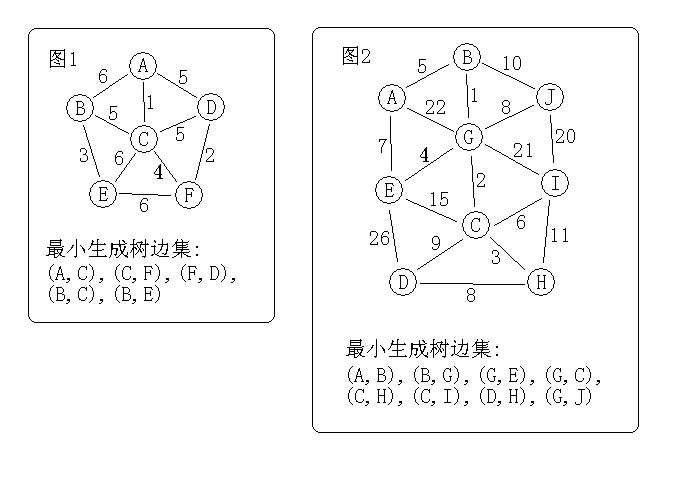 图1
A
6
5
B
5
1
D
C
5
3
6
4
2
E
F
6
最小生成树边集:
(A,C),(C,F),(F,D),
(B,C),(B,E)
图2
B
5
10
A
J
22
1
8
G
7
4
21
20
E
2
I
15
C
6
26
9
3
11
D
H
8
最小生成树边集:
(A,B),(B,G),(G,E),(G,C),
(C,H),(C,I),(D,H),(G,J)